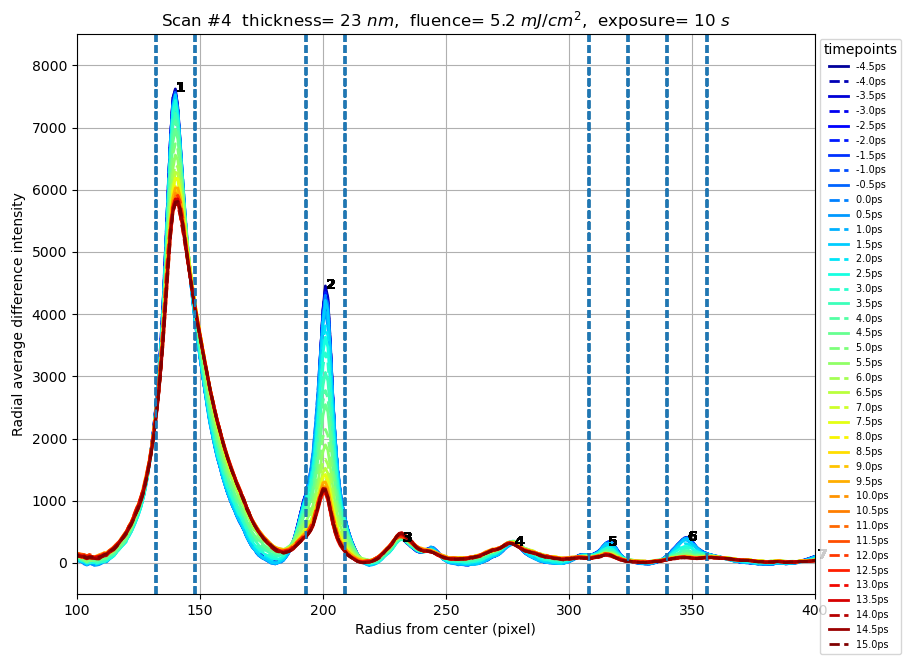 Scan #4 thickness= 23 nm, fluence= 5.2 mJ/cm², exposure= 10 s
Radial average difference intensity
8000
7000
6000
5000
4000
3000
2000
1000
0
100
150
200
250
300
350
400
Radius from center (pixel)
1
2
3
4
5
6
7
timepoints
-4.5ps
-4.0ps
-3.5ps
-3.0ps
-2.5ps
-2.0ps
-1.5ps
-1.0ps
-0.5ps
0.0ps
0.5ps
1.0ps
1.5ps
2.0ps
2.5ps
3.0ps
3.5ps
4.0ps
4.5ps
5.0ps
5.5ps
6.0ps
6.5ps
7.0ps
7.5ps
8.0ps
8.5ps
9.0ps
9.5ps
10.0ps
10.5ps
11.0ps
11.5ps
12.0ps
12.5ps
13.0ps
13.5ps
14.0ps
14.5ps
15.0ps